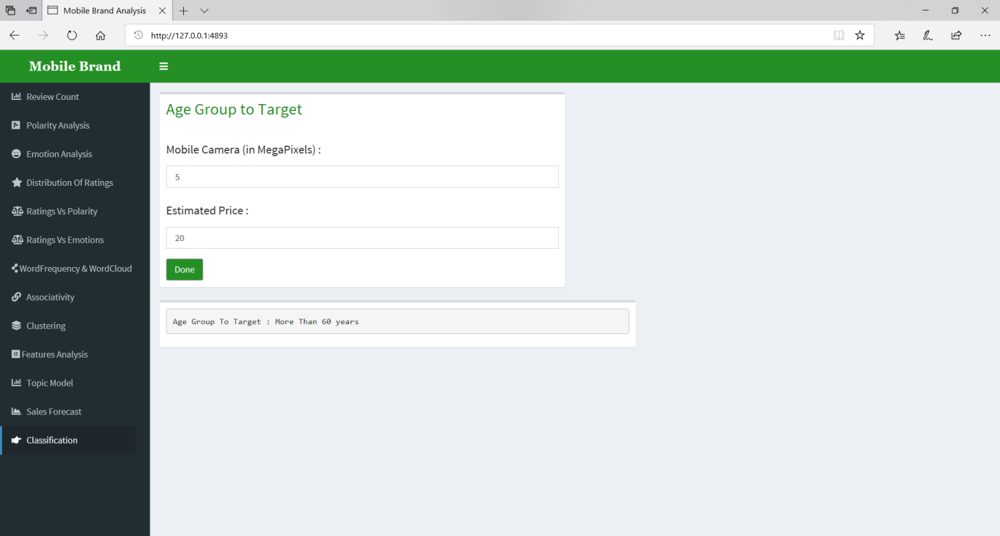 Mobile Brand Analysis
http://127.0.0.1:4893
Mobile Brand
Review Count
Polarity Analysis
Emotion Analysis
Distribution Of Ratings
Ratings Vs Polarity
Ratings Vs Emotions
WordFrequency & WordCloud
Associativity
Clustering
Features Analysis
Topic Model
Sales Forecast
Classification
Age Group to Target
Mobile Camera (in MegaPixels) :
5
Estimated Price :
20
Done
Age Group To Target : More Than 60 years